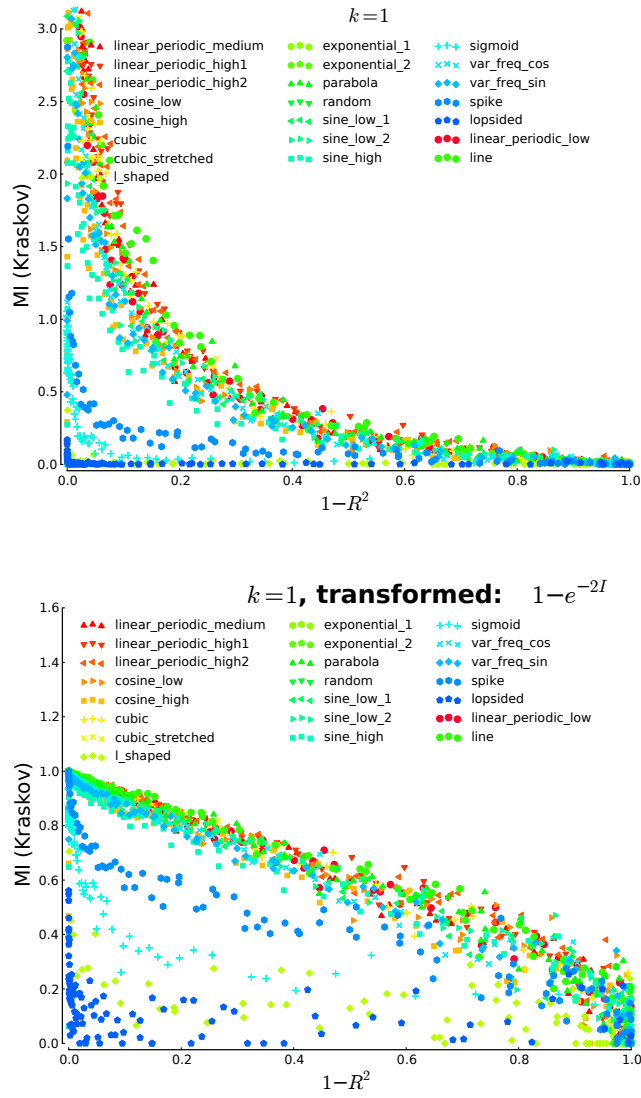 k=1
3.0
2.5
2.0
1.5
1.0
0.5
0.0
MI (Kraskov)
linear_periodic_medium
linear_periodic_high1
linear_periodic_high2
cosine_low
cosine_high
cubic
cubic_stretched
l_shaped
exponential_1
exponential_2
parabola
random
sine_low_1
sine_low_2
sine_high
sigmoid
var_freq_cos
var_freq_sin
spike
lopsided
linear_periodic_low
line
0.0 0.2 0.4 0.6 0.8 1.0
1−R²
k=1, transformed: 1−e^{−2I}
1.6
1.4
1.2
1.0
0.8
0.6
0.4
0.2
0.0
MI (Kraskov)
linear_periodic_medium
linear_periodic_high1
linear_periodic_high2
cosine_low
cosine_high
cubic
cubic_stretched
l_shaped
exponential_1
exponential_2
parabola
random
sine_low_1
sine_low_2
sine_high
sigmoid
var_freq_cos
var_freq_sin
spike
lopsided
linear_periodic_low
line
0.0 0.2 0.4 0.6 0.8 1.0
1−R²